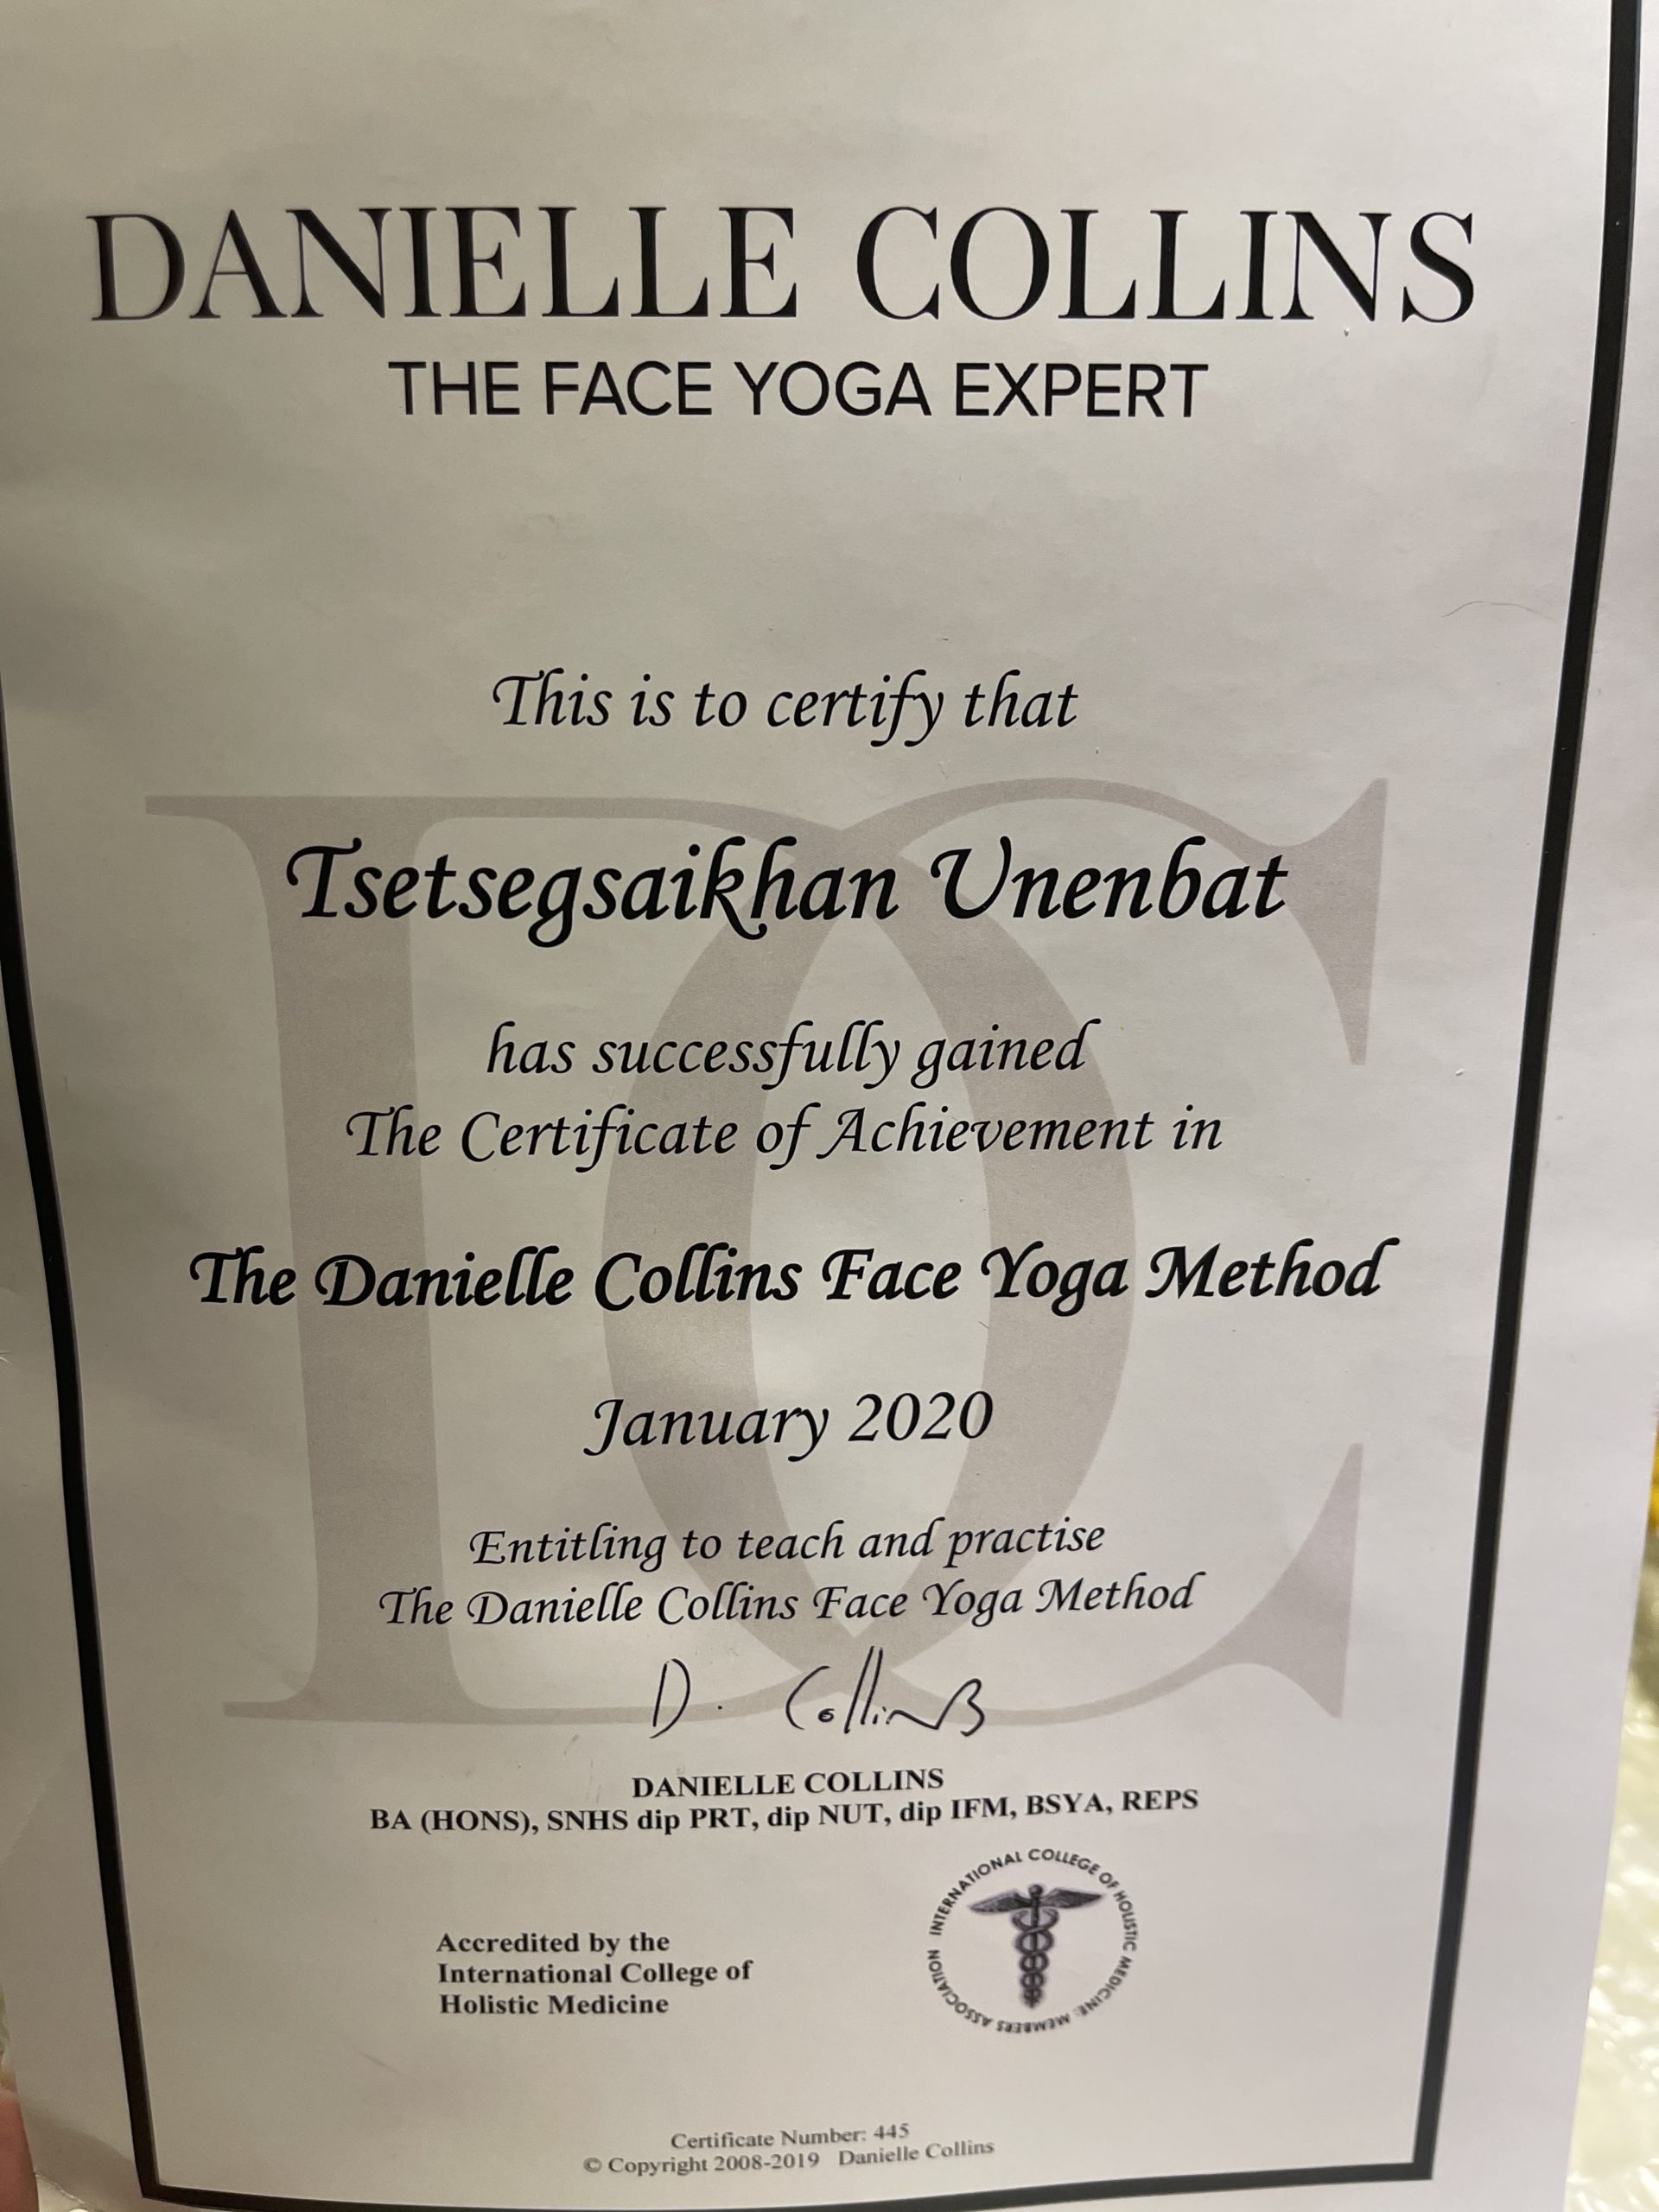 DANIELLE COLLINS
THE FACE YOGA EXPERT
This is to certify that
Tsetsegsaikhan Unenbat
has successfully gained
The Certificate of Achievement in
The Danielle Collins Face Yoga Method
January 2020
Entitling to teach and practise
The Danielle Collins Face Yoga Method
D. Collins
DANIELLE COLLINS
BA (HONS), SNHS dip PRT, dip NUT, dip IFM, BSYA, REPS
Accredited by the
International College of
Holistic Medicine
INTERNATIONAL COLLEGE OF HOLISTIC MEDICINE: MEMBERS ASSOCIATION
Certificate Number: 445
© Copyright 2008-2019 Danielle Collins
DC